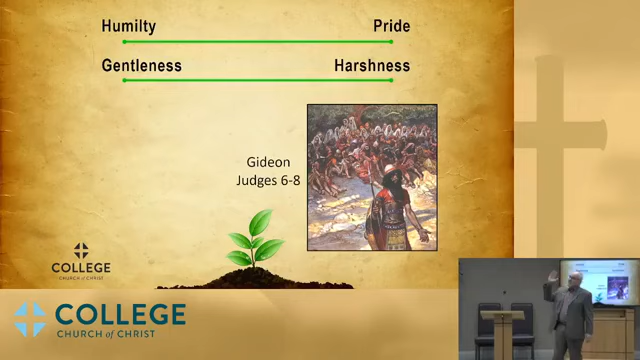 Humilty Pride
Gentleness Harshness
Gideon
Judges 6-8
COLLEGE
CHURCH of CHRIST
COLLEGE
CHURCH of CHRIST